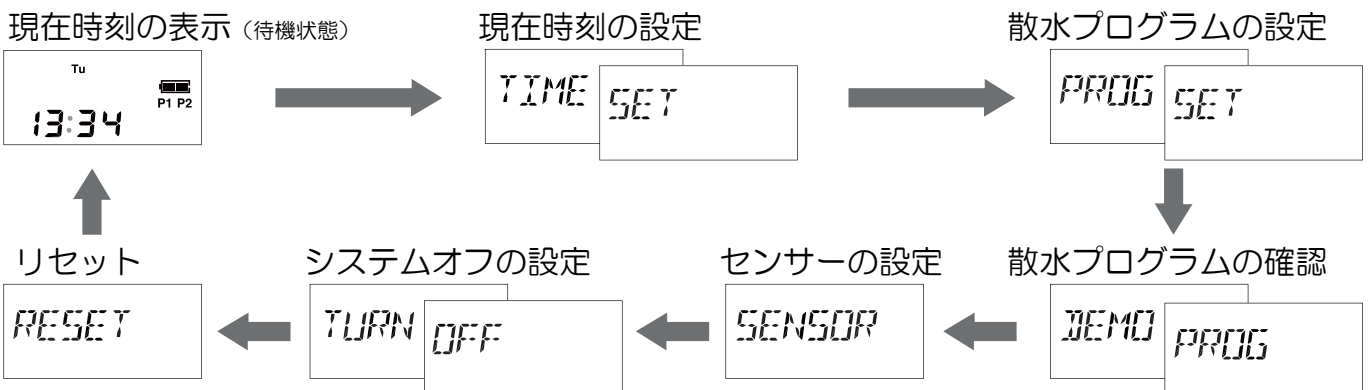 現在時刻の表示（待機状態）
Tu
P1 P2
13:34
現在時刻の設定
TIME
SET
散水プログラムの設定
PROG
SET
散水プログラムの確認
DEMO
PROG
センサーの設定
SENSOR
システムオフの設定
TURN
OFF
リセット
RESET